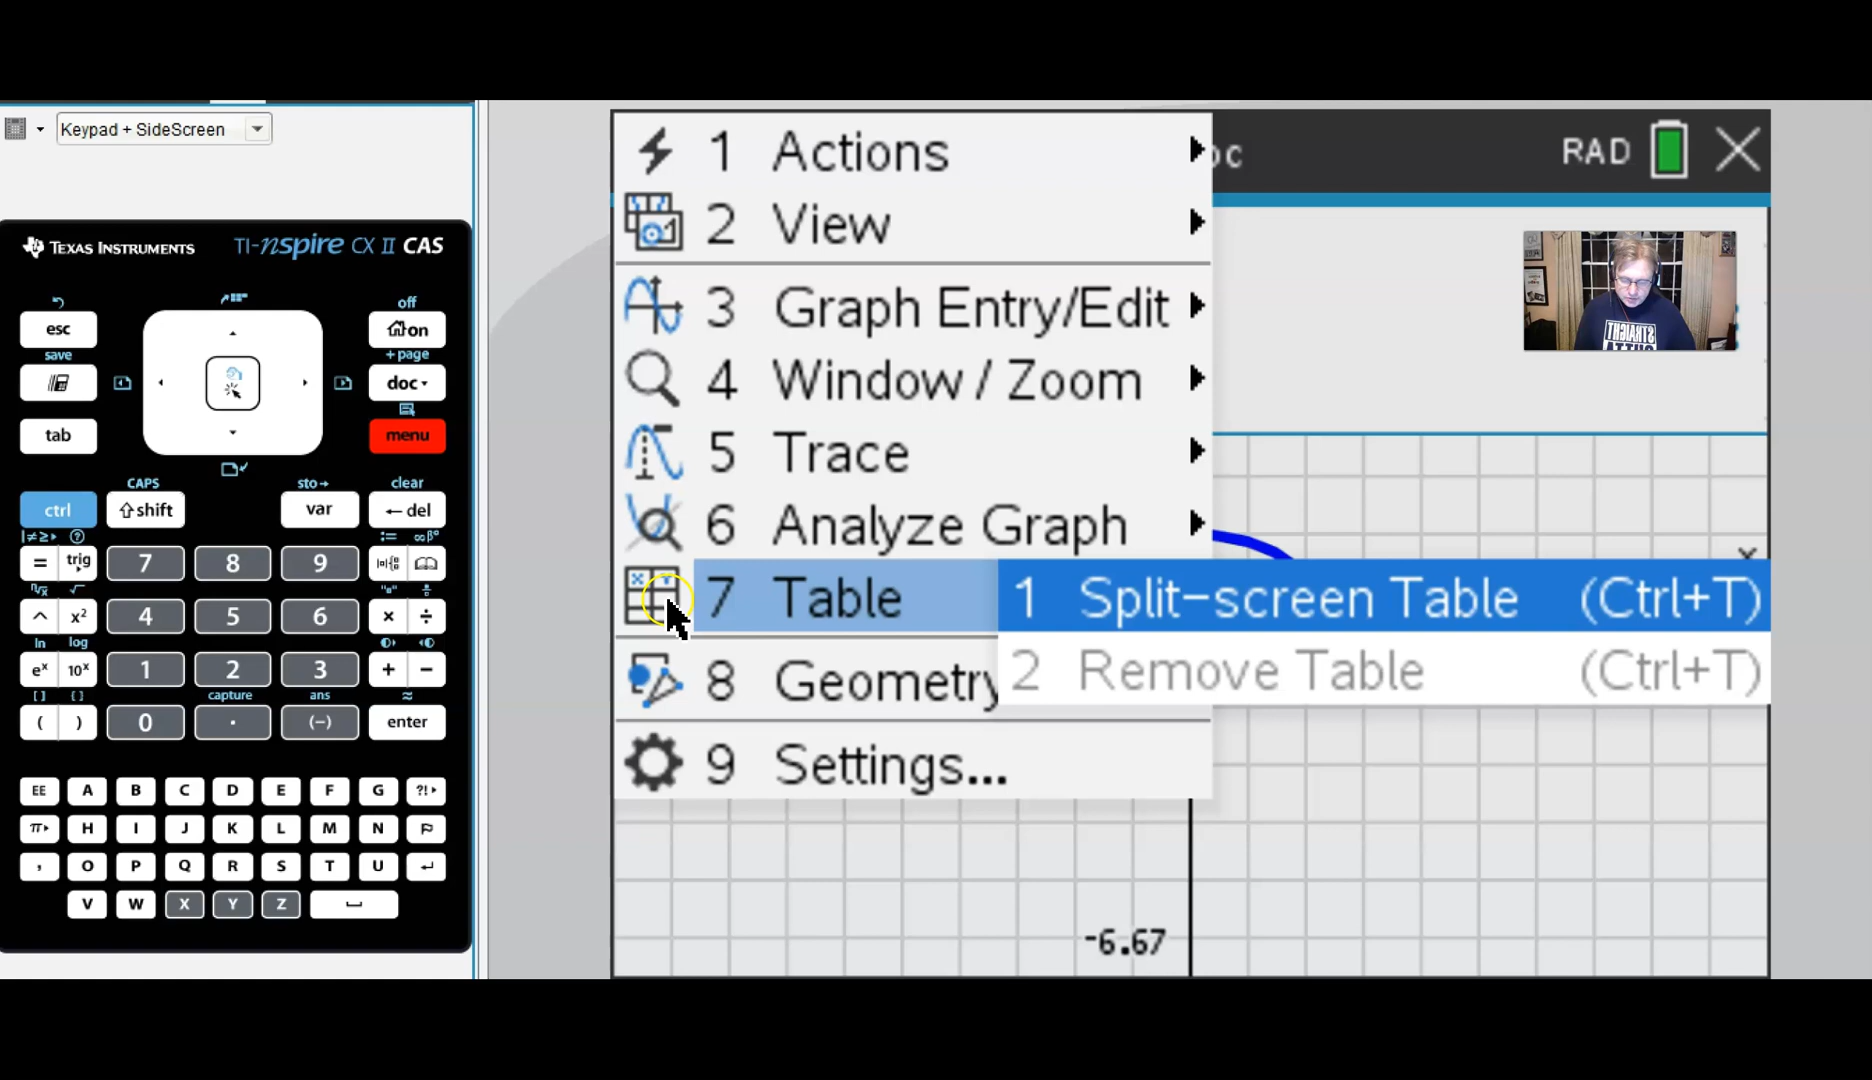 Keypad + SideScreen
TEXAS INSTRUMENTS TI-nspire CX II CAS
off
esc
on
save
+ page
doc
tab
menu
CAPS
sto→
clear
ctrl
shift
var
← del
= trig 7 8 9
^ x² 4 5 6 × ÷
ln log
eˣ 10ˣ 1 2 3 + −
[ ] { } capture ans ≈
( ) 0 . (−) enter
EE A B C D E F G ?!▸
π▸ H I J K L M N
, O P Q R S T U ↵
V W X Y Z
1 Actions
2 View
3 Graph Entry/Edit
4 Window / Zoom
5 Trace
6 Analyze Graph
7 Table
8 Geometry
9 Settings...
1 Split-screen Table (Ctrl+T)
2 Remove Table (Ctrl+T)
oc RAD
STRAIGHT
x
-6.67